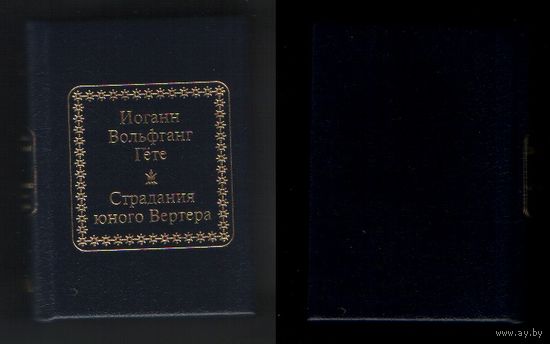 Иоганн
Вольфганг
Гёте
Страдания
юного Вертера
www.ay.by